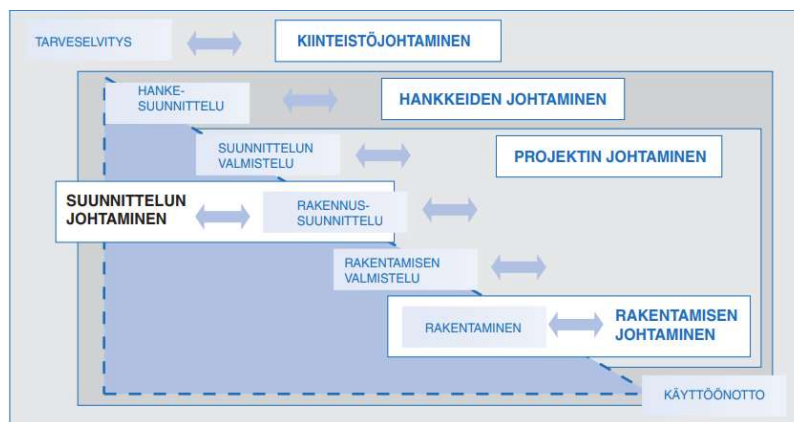 TARVESELVITYS
KIINTEISTÖJOHTAMINEN
HANKE-
SUUNNITTELU
HANKKEIDEN JOHTAMINEN
SUUNNITTELUN
VALMISTELU
PROJEKTIN JOHTAMINEN
SUUNNITTELUN
JOHTAMINEN
RAKENNUS-
SUUNNITTELU
RAKENTAMISEN
VALMISTELU
RAKENTAMINEN
RAKENTAMISEN
JOHTAMINEN
KÄYTTÖÖNOTTO